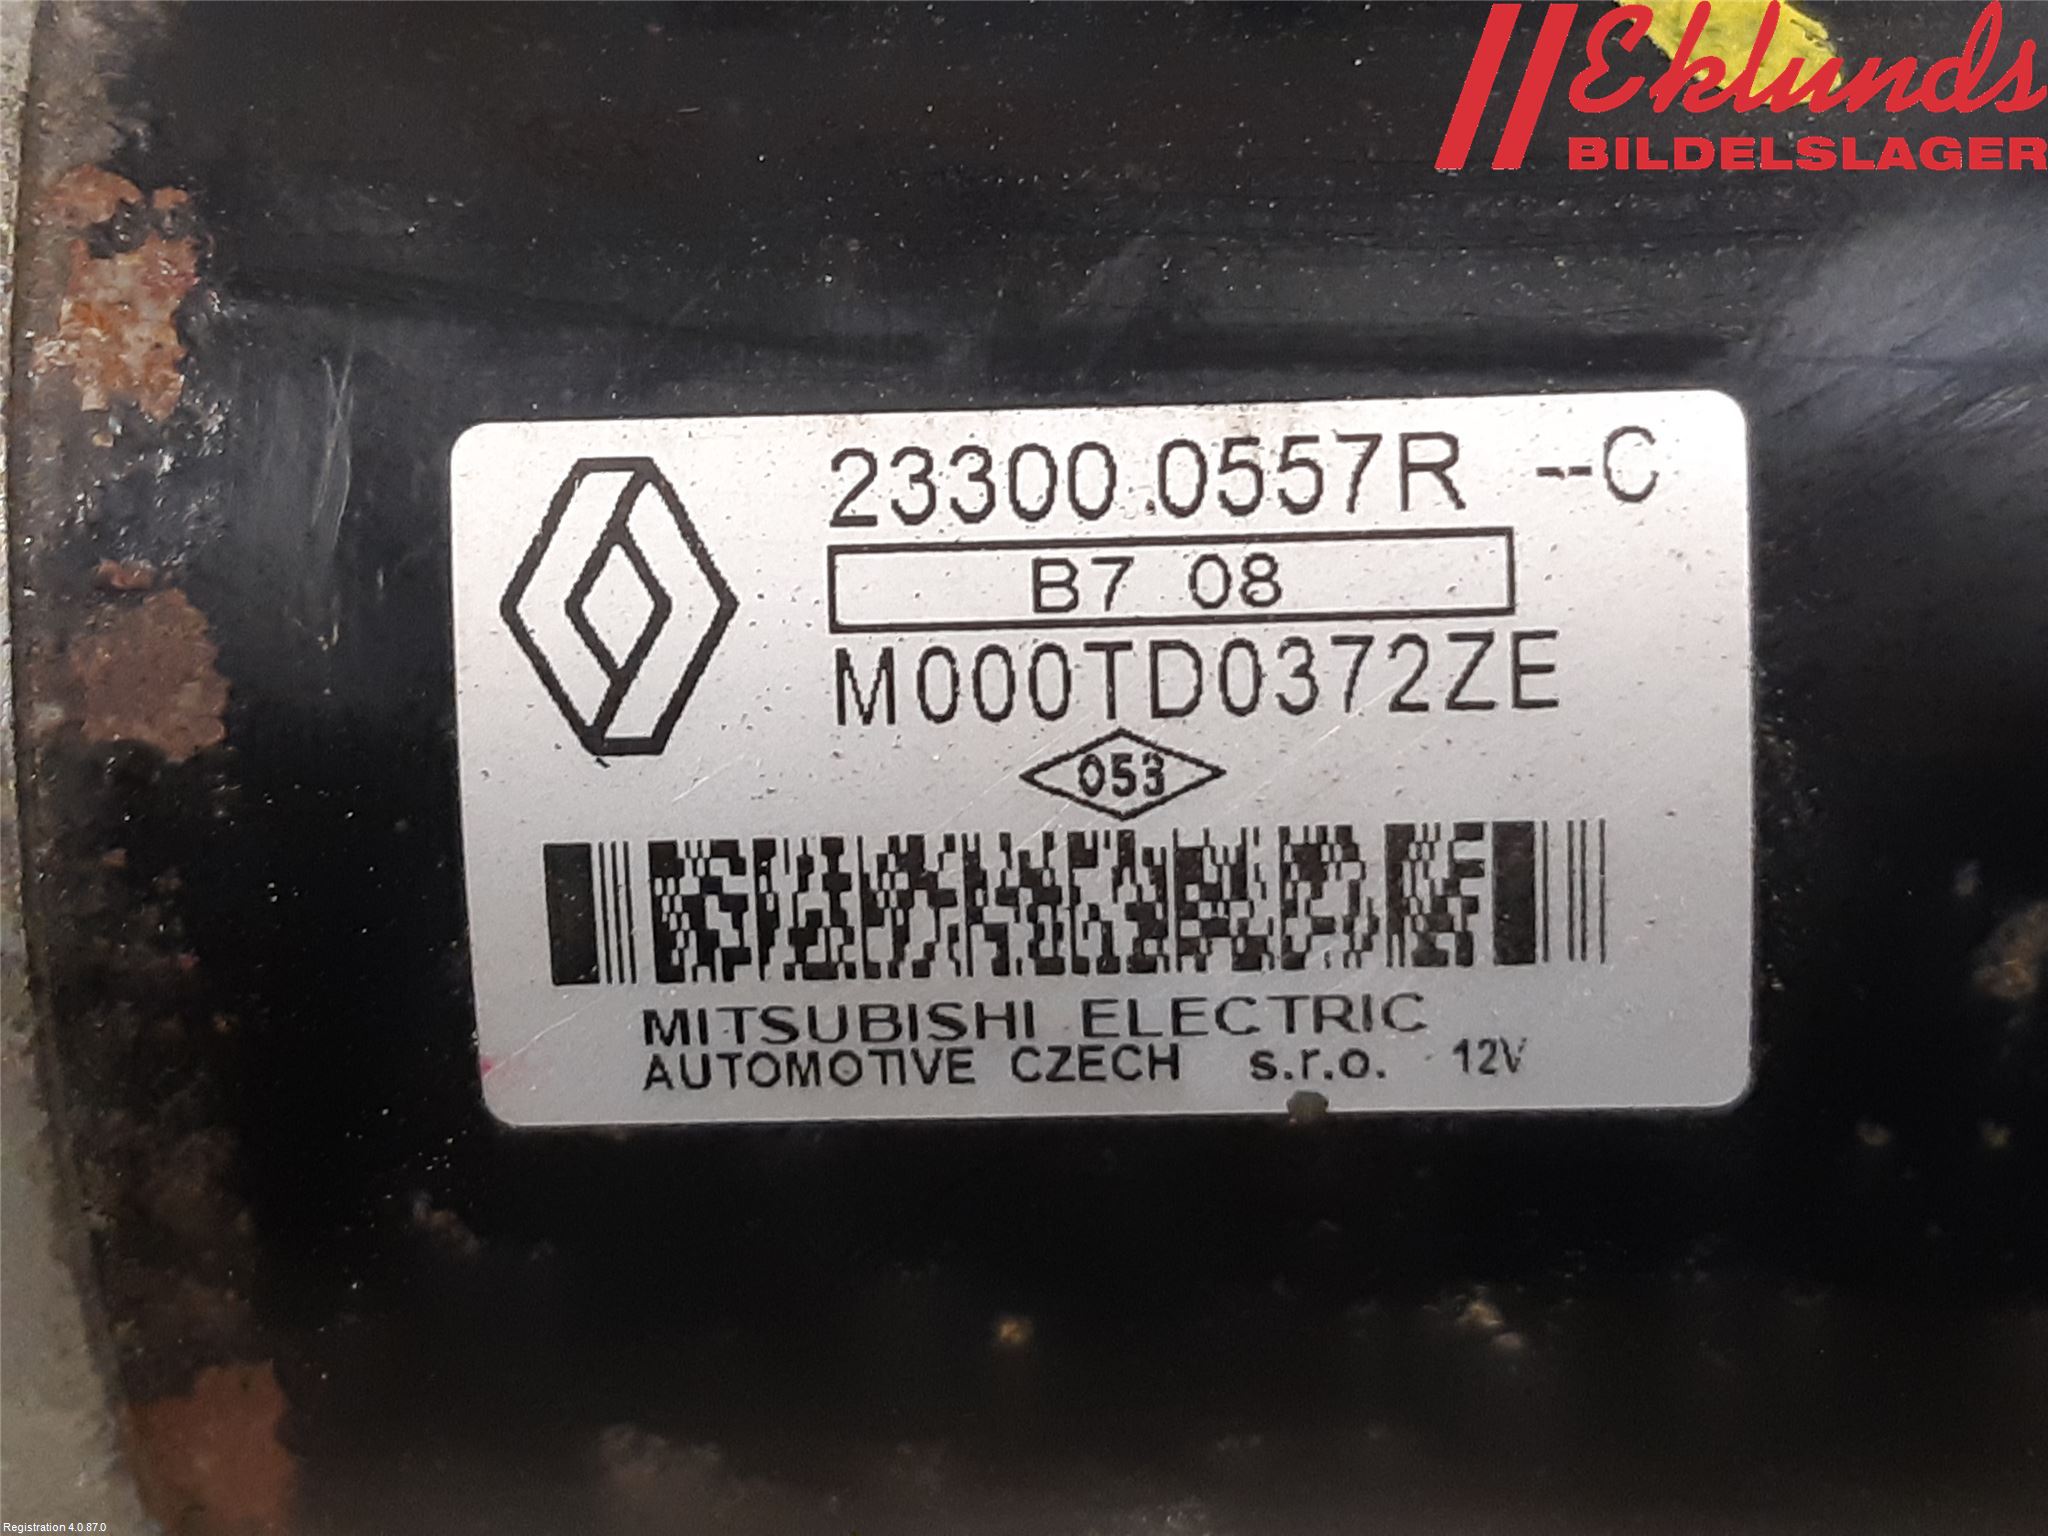 Eklunds
BILDELSLAGER
23300.0557R --C
B7 08
M000TD0372ZE
053
MITSUBISHI ELECTRIC
AUTOMOTIVE CZECH s.r.o. 12V
Registration 4.0.87.0